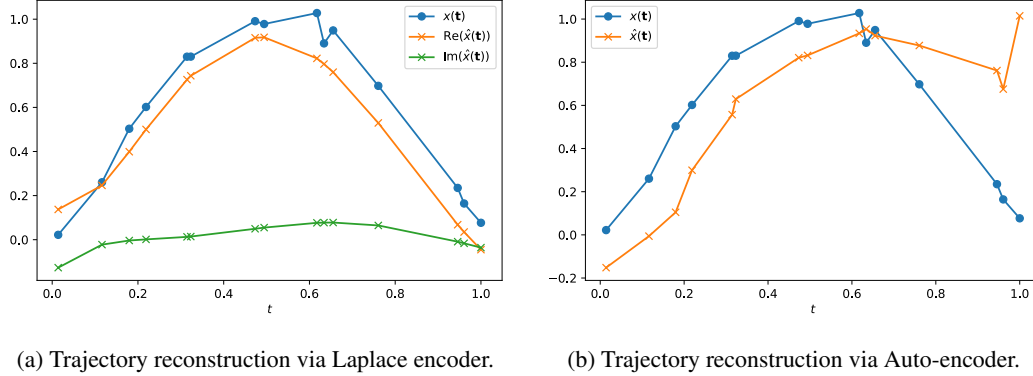 x(t)
Re(x̂(t))
Im(x̂(t))
1.0
0.8
0.6
0.4
0.2
0.0
0.0 0.2 0.4 0.6 0.8 1.0
t
(a) Trajectory reconstruction via Laplace encoder.
x(t)
x̂(t)
1.0
0.8
0.6
0.4
0.2
0.0
−0.2
0.0 0.2 0.4 0.6 0.8 1.0
t
(b) Trajectory reconstruction via Auto-encoder.